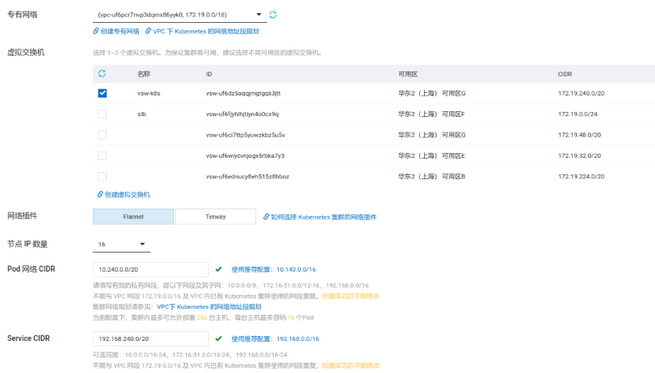 专有网络
(vpc-uf6pcr7nvp3dqmx86yyk0, 172.19.0.0/16)
创建专有网络 VPC 下 Kubernetes 的网络地址段规划
虚拟交换机
选择 1~3 个虚拟交换机。为保证集群高可用，建议选择不同可用区的虚拟交换机。
名称 ID 可用区 CIDR
vsw-k8s 华东2（上海）可用区G 172.19.240.0/20
slb 华东2（上海）可用区F 172.19.0.0/24
华东2（上海）可用区G 172.19.48.0/20
华东2（上海）可用区E 172.19.32.0/20
华东2（上海）可用区B 172.19.224.0/20
创建虚拟交换机
网络插件
Flannel Terway 如何选择 Kubernetes 集群的网络插件
节点 IP 数量
16
Pod 网络 CIDR
10.240.0.0/20 使用推荐配置：10.143.0.0/16
请填写有效的私有网段，即以下网段及其子网：10.0.0.0/8，172.16-31.0.0/12-16，192.168.0.0/16
不能与 VPC 网段 172.19.0.0/16 及 VPC 内已有 Kubernetes 集群使用的网段重复。创建成功后不能修改
集群网络规划请参见：VPC下 Kubernetes 的网络地址段规划
当前配置下，集群内最多可允许部署 256 台主机，每台主机最多容纳 16 个Pod
Service CIDR
192.168.240.0/20 使用推荐配置：192.168.0.0/16
可选范围：10.0.0.0/16-24，172.16-31.0.0/16-24，192.168.0.0/16-24
不能与 VPC 网段 172.19.0.0/16 及 VPC 内已有 Kubernetes 集群使用的网段重复。创建成功后不能修改